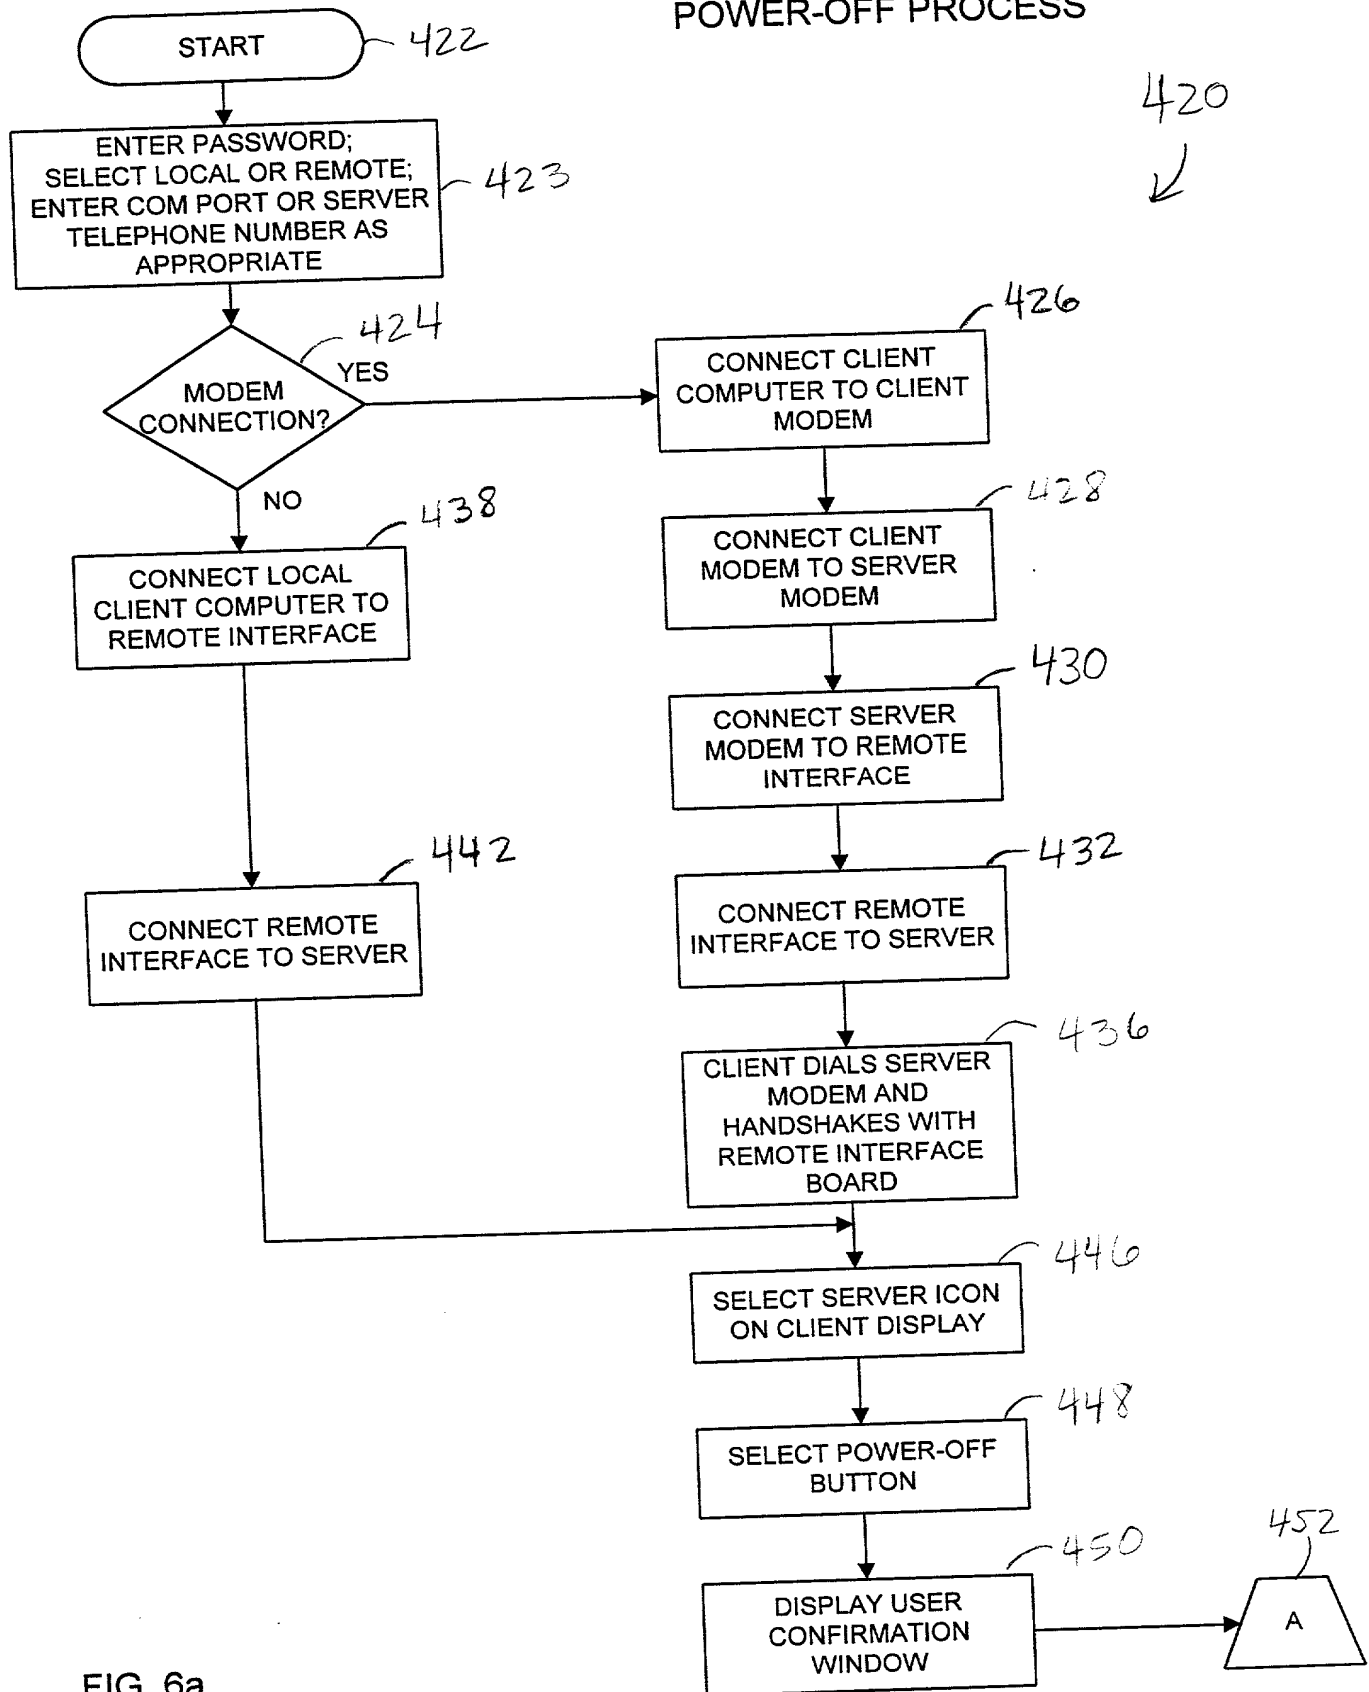 POWER-OFF PROCESS
START
422
420
ENTER PASSWORD;
SELECT LOCAL OR REMOTE;
ENTER COM PORT OR SERVER
TELEPHONE NUMBER AS
APPROPRIATE
423
424
MODEM
CONNECTION?
YES
NO
426
CONNECT CLIENT
COMPUTER TO CLIENT
MODEM
438
CONNECT LOCAL
CLIENT COMPUTER TO
REMOTE INTERFACE
428
CONNECT CLIENT
MODEM TO SERVER
MODEM
430
CONNECT SERVER
MODEM TO REMOTE
INTERFACE
442
CONNECT REMOTE
INTERFACE TO SERVER
432
CONNECT REMOTE
INTERFACE TO SERVER
436
CLIENT DIALS SERVER
MODEM AND
HANDSHAKES WITH
REMOTE INTERFACE
BOARD
446
SELECT SERVER ICON
ON CLIENT DISPLAY
448
SELECT POWER-OFF
BUTTON
450
DISPLAY USER
CONFIRMATION
WINDOW
452
A
FIG. 6a